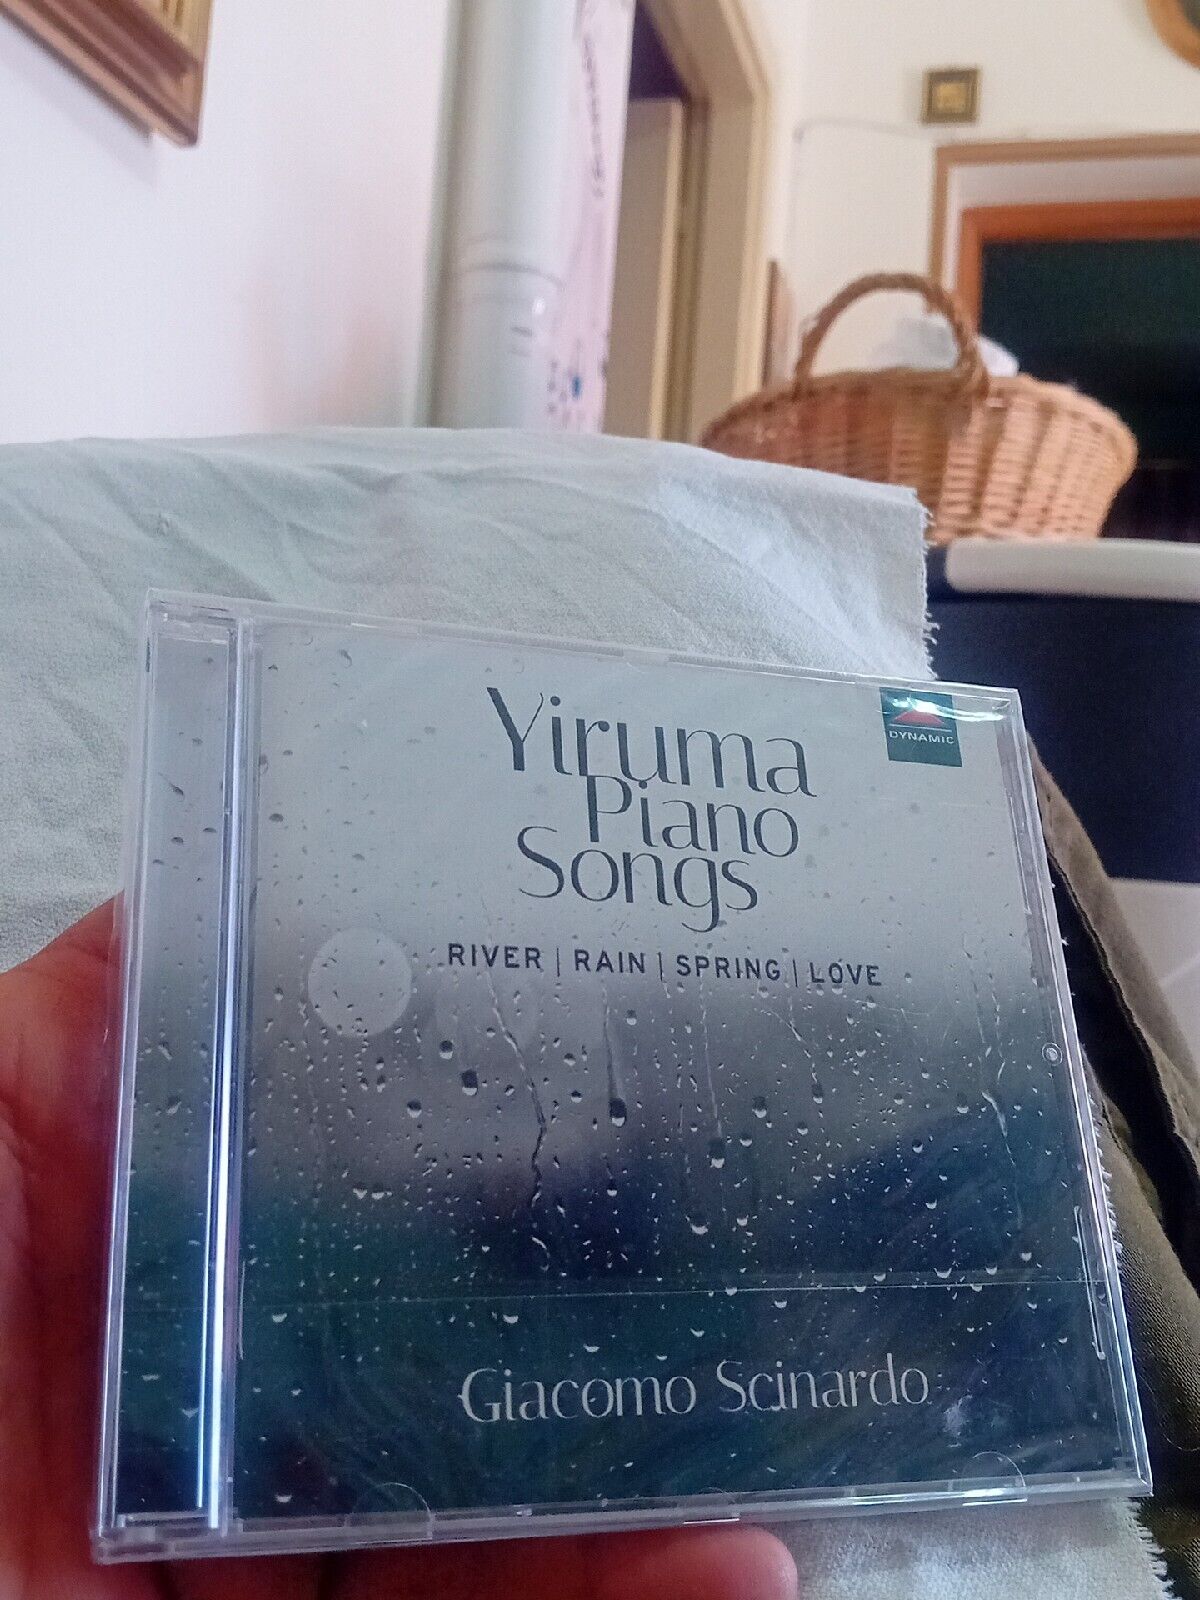 Yiruma
Piano
Songs
DYNAMIC
RIVER | RAIN | SPRING | LOVE
Giacomo Scinardo